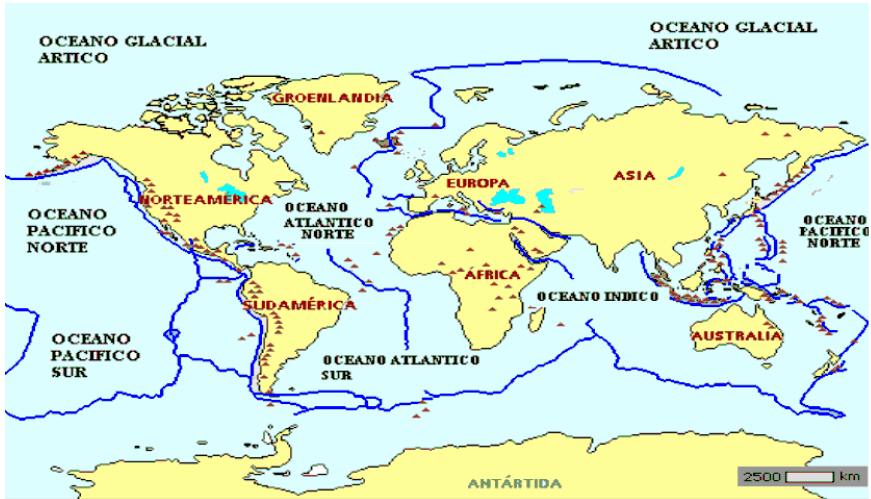 OCEANO GLACIAL
ARTICO
OCEANO GLACIAL
ARTICO
GROENLANDIA
EUROPA
ASIA
NORTEAMÉRICA
OCEANO
ATLANTICO
NORTE
OCEANO
PACIFICO
NORTE
OCEANO
PACIFICO
NORTE
ÁFRICA
OCEANO INDICO
SUDAMÉRICA
OCEANO
PACIFICO
SUR
OCEANO ATLANTICO
SUR
AUSTRALIA
ANTÁRTIDA
2500 km